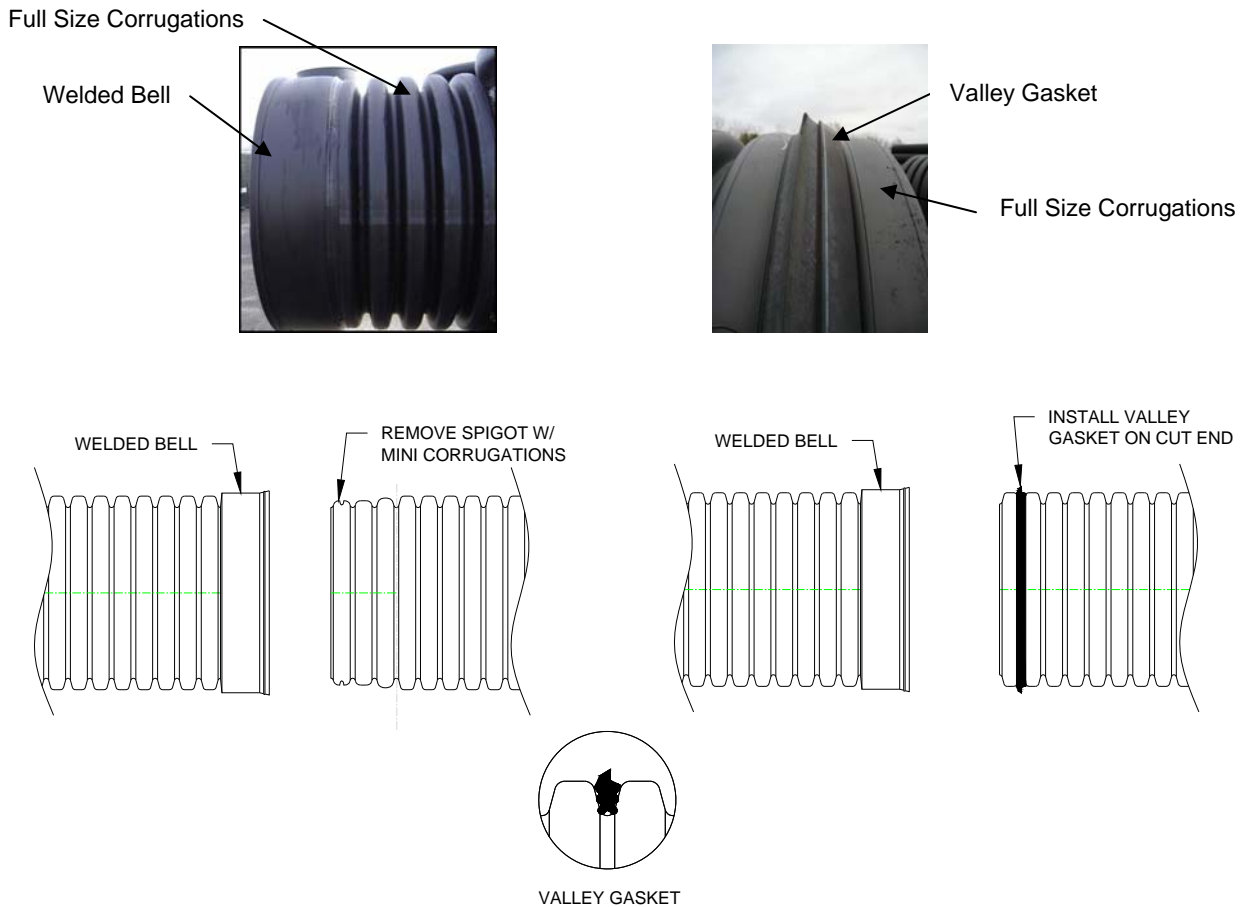 Full Size Corrugations
Welded Bell
Valley Gasket
Full Size Corrugations
WELDED BELL
REMOVE SPIGOT W/
MINI CORRUGATIONS
WELDED BELL
INSTALL VALLEY
GASKET ON CUT END
VALLEY GASKET